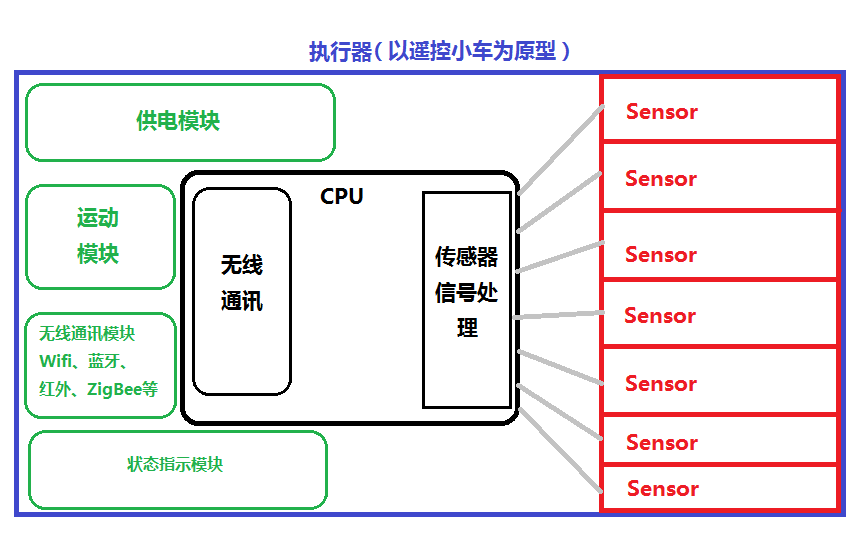 执行器（以遥控小车为原型）
供电模块
运动
模块
无线通讯模块
Wifi、蓝牙、
红外、ZigBee等
状态指示模块
CPU
无线
通讯
传感器
信号处
理
Sensor
Sensor
Sensor
Sensor
Sensor
Sensor
Sensor